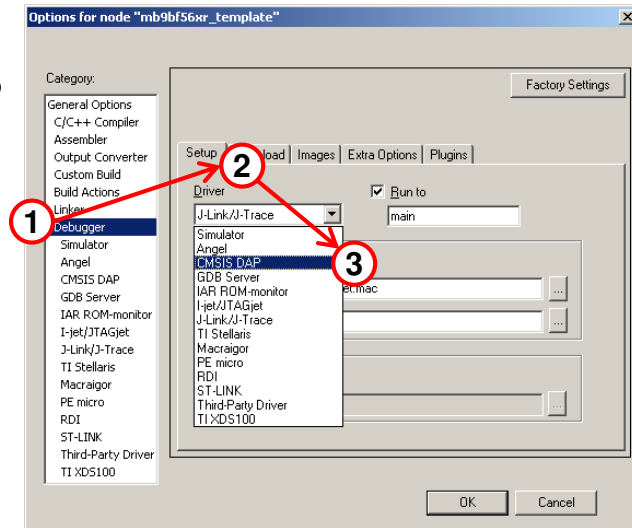 Options for node "mb9bf56xr_template"
Category:
Factory Settings
General Options
C/C++ Compiler
Assembler
Output Converter
Custom Build
Build Actions
Linker
Debugger
Simulator
Angel
CMSIS DAP
GDB Server
IAR ROM-monitor
I-jet/JTAGjet
J-Link/J-Trace
TI Stellaris
Macraigor
PE micro
RDI
ST-LINK
Third-Party Driver
TI XDS100
1
Setup 2 load Images Extra Options Plugins
Driver Run to
J-Link/J-Trace main
Simulator
Angel
CMSIS DAP 3
GDB Server
IAR ROM-monitor et.mac ...
I-jet/JTAGjet
J-Link/J-Trace ...
TI Stellaris
Macraigor
PE micro
RDI
ST-LINK
Third-Party Driver ...
TI XDS100
OK Cancel